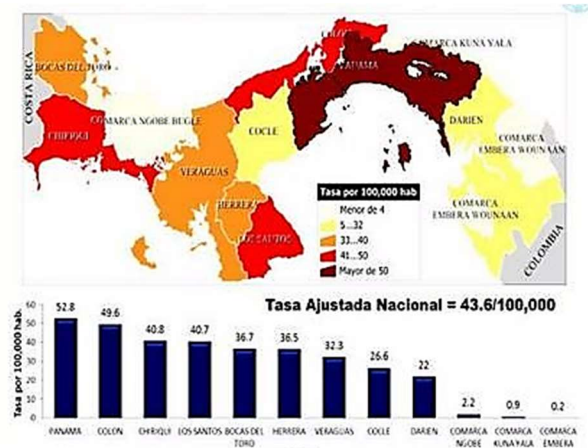 COLON
COMARCA KUNA YALA
PANAMA
BOCAS DEL TORO
COSTA RICA
COMARCA NGOBE BUGLE
CHIRIQUI
COCLE
DARIEN
VERAGUAS
COMARCA
EMBERA WOUNAAN
HERRERA
LOS SANTOS
COMARCA
EMBERA WOUNAAN
COLOMBIA
Tasa por 100,000 hab
Menor de 4
5...32
33...40
41...50
Mayor de 50
Tasa Ajustada Nacional = 43.6/100,000
Tasa por 100,000 hab.
60
50
40
30
20
10
0
52.8
49.6
40.8
40.7
36.7
36.5
32.3
26.6
22
2.2
0.9
0.2
PANAMA
COLON
CHIRIQUI
LOS SANTOS
BOCAS DEL
TORO
HERRERA
VERAGUAS
COCLE
DARIEN
COMARCA
NGOBE
COMARCA
KUNA YALA
COMARCA
EMBERA